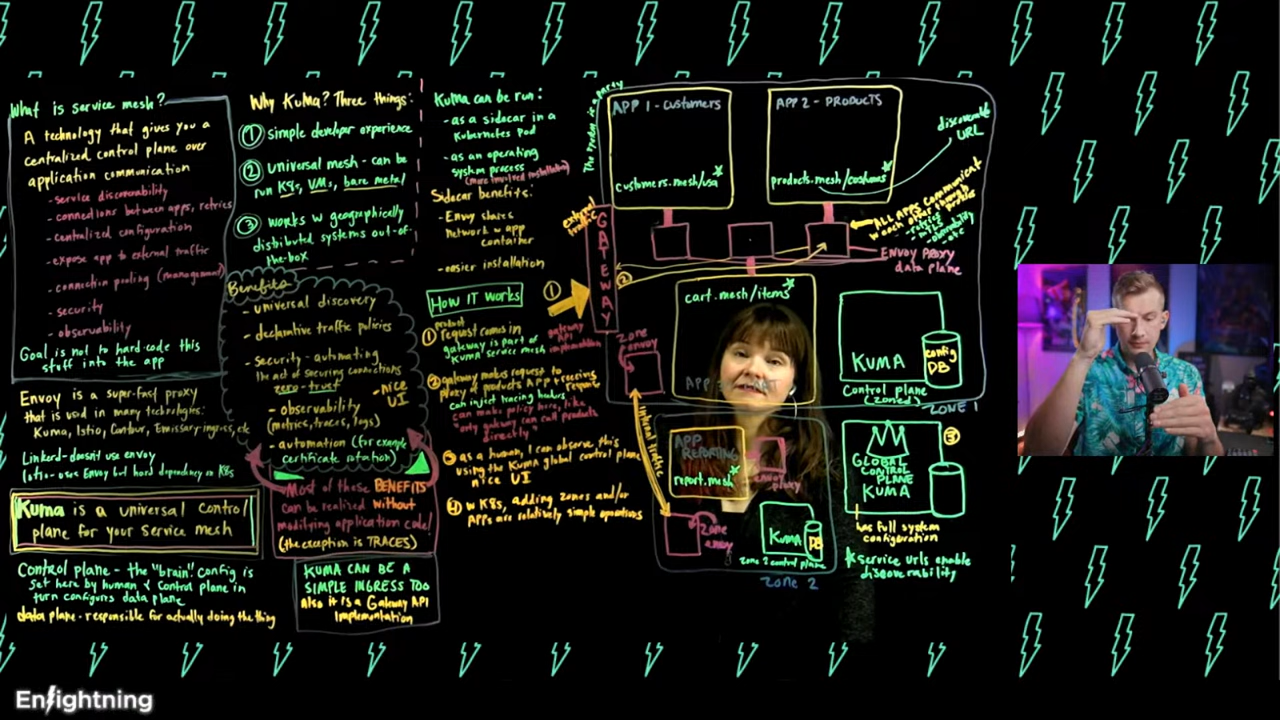 What is service mesh?
A technology that gives you a
centralized control plane over
application communication
- service discoverability
- connections between apps, retries
- centralized configuration
- expose app to external traffic
- connection pooling (management)
- security
- observability
Goal is not to hard-code this
stuff into the app
Envoy is a super-fast proxy
that is used in many technologies:
Kuma, Istio, Contour, Emissary-ingress, etc
Linkerd-doesn't use envoy
Istio-uses Envoy but hard dependency on K8s
Kuma is a universal control
plane for your service mesh
Control plane - the "brain". Config is
set here by human & Control plane in
turn configures data plane
data plane - responsible for actually doing the thing
Why Kuma? Three things:
① simple developer experience
② universal mesh - can be
run K8s, VMs, bare metal
③ works w geographically
distributed systems out-of-
the-box
Benefits:
- universal discovery
- declarative traffic policies
- security - automating
the act of securing connections
zero-trust
- nice
UI
- observability
(metrics, traces, logs)
- automation (for example
certificate rotation)
Most of these BENEFITS
can be realized without
modifying application code!
(the exception is TRACES)
KUMA CAN BE A
SIMPLE INGRESS TOO
Also it is a Gateway API
Implementation
Kuma can be run:
- as a sidecar in a
Kubernetes pod
- as an operating
system process
(more involved installation)
Sidecar benefits:
- Envoy shares
Network w app
container
- easier installation
HOW IT WORKS
product
① request comes in
gateway is part of
Kuma service mesh
gateway
API
implementation
② gateway makes request to
proxy of products APP & receives
response
can inject tracing headers
can make policy here, like
"only gateway can call products
directly"
③ as a human, I can observe this
using the Kuma global control plane
nice UI
④ w K8s, adding zones and/or
APPs are relatively simple operations
APP 1 - customers
customers.mesh/usa
APP 2 - PRODUCTS
discoverable
URL
ALL APPS communicate
w each other through
observability
etc
external
traffic
GATEWAY
①
②
ENVOY PROXY
data plane
cart.mesh/items
KUMA
config
DB
Control plane
(zoned)
ZONE 1
zone
envoy
internal traffic
APP
REPORTING
report.mesh
envoy
proxy
zone
envoy
Kuma
DB
zone 2 control plane
ZONE 2
③
GLOBAL
CONTROL
PLANE
KUMA
has full system
configuration
* service urls enable
discoverability
Enlightning